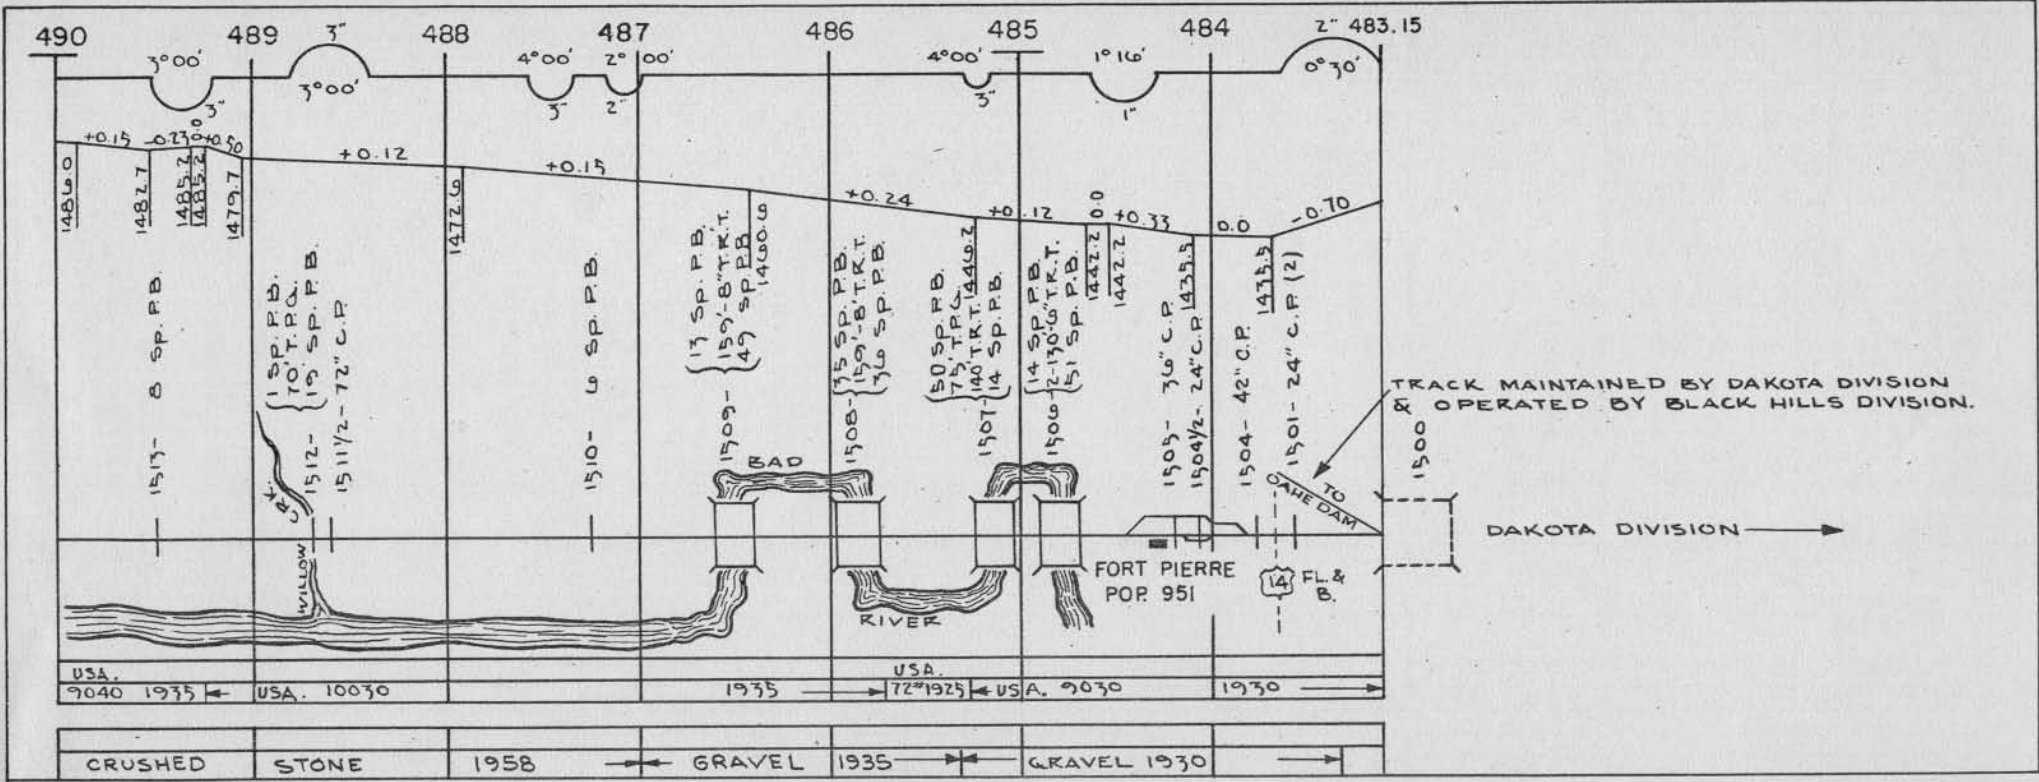 490 489 488 487 486 485 484 483.15
3°00' 3" 4°00' 2°00' 4°00' 1°16' 2"
3" 3°00' 3" 2" 3" 1" 0°30'
+0.15 -0.23 0.0 +0.50 +0.12 +0.15 +0.24 +0.12 0.0 +0.33 0.0 -0.70
1486.0 1482.7 1485.2 1485.2 1479.7 1472.9 1460.9 1446.2 1442.2 1442.2 1435.5 1435.5
1513- 8 SP. P.B.
1512-
1 SP. P.B.
70' T.P.G.
19 SP. P.B.
1511 1/2- 72" C.P.
1510- 6 SP. P.B.
1509-
13 SP. P.B.
159'-8" T.R.T.
49 SP. P.B.
1508-
35 SP. P.B.
159'-8" T.R.T.
36 SP. P.B.
1507-
50 SP. P.B.
75' T.P.G.
140' T.R.T.
14 SP. P.B.
1506-
14 SP. P.B.
2-130'-6" T.R.T.
51 SP. P.B.
1505- 36" C.P.
1504 1/2- 24" C.P.
1504- 42" C.P.
1501- 24" C.P. (2)
1500
TRACK MAINTAINED BY DAKOTA DIVISION
& OPERATED BY BLACK HILLS DIVISION.
TO
OAHE DAM
DAKOTA DIVISION
WILLOW CRK.
BAD
RIVER
FORT PIERRE
POP. 951
14 FL. &
B.
USA. USA.
9040 1935 USA. 10030 1935 72# 1925 USA. 9030 1930
CRUSHED STONE 1958 GRAVEL 1935 GRAVEL 1930